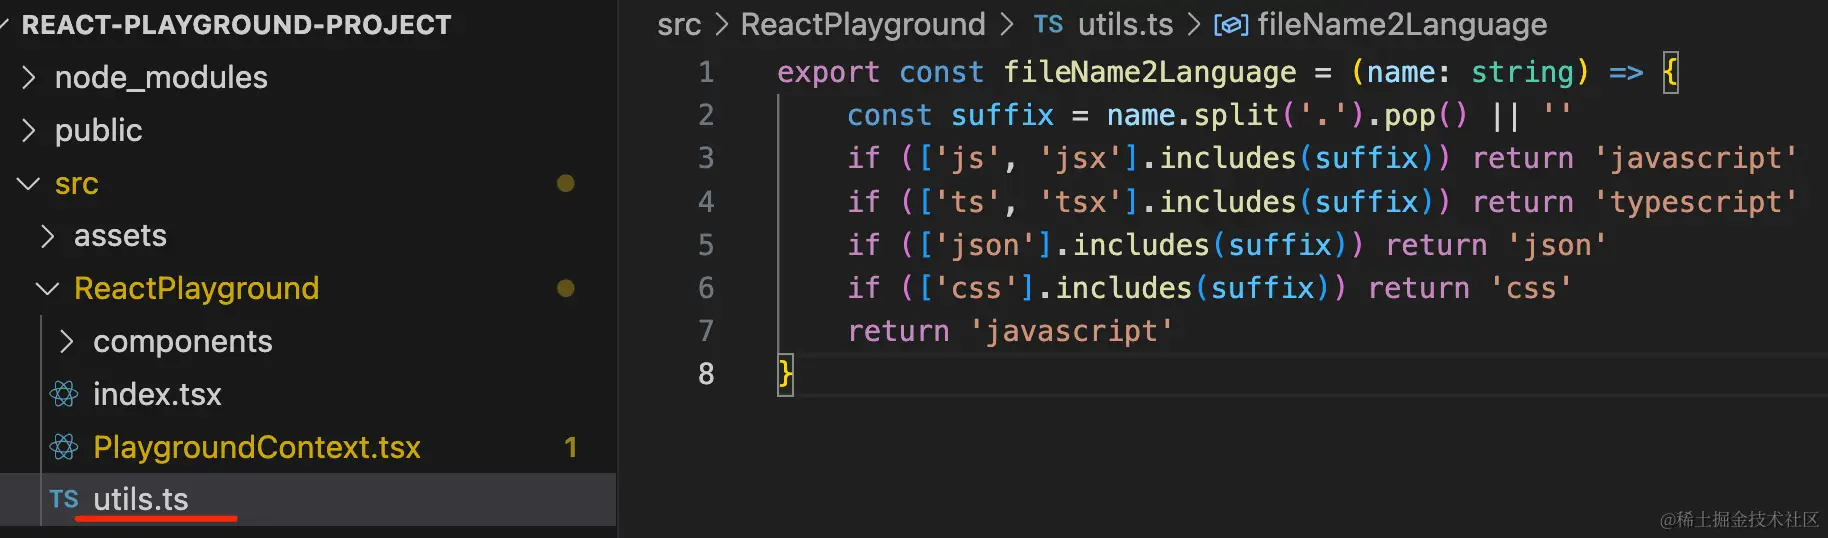 REACT-PLAYGROUND-PROJECT
node_modules
public
src
assets
ReactPlayground
components
index.tsx
PlaygroundContext.tsx 1
TS utils.ts
src > ReactPlayground > TS utils.ts > fileName2Language
1 export const fileName2Language = (name: string) => {
2 const suffix = name.split('.').pop() || ''
3 if (['js', 'jsx'].includes(suffix)) return 'javascript'
4 if (['ts', 'tsx'].includes(suffix)) return 'typescript'
5 if (['json'].includes(suffix)) return 'json'
6 if (['css'].includes(suffix)) return 'css'
7 return 'javascript'
8 }
@稀土掘金技术社区